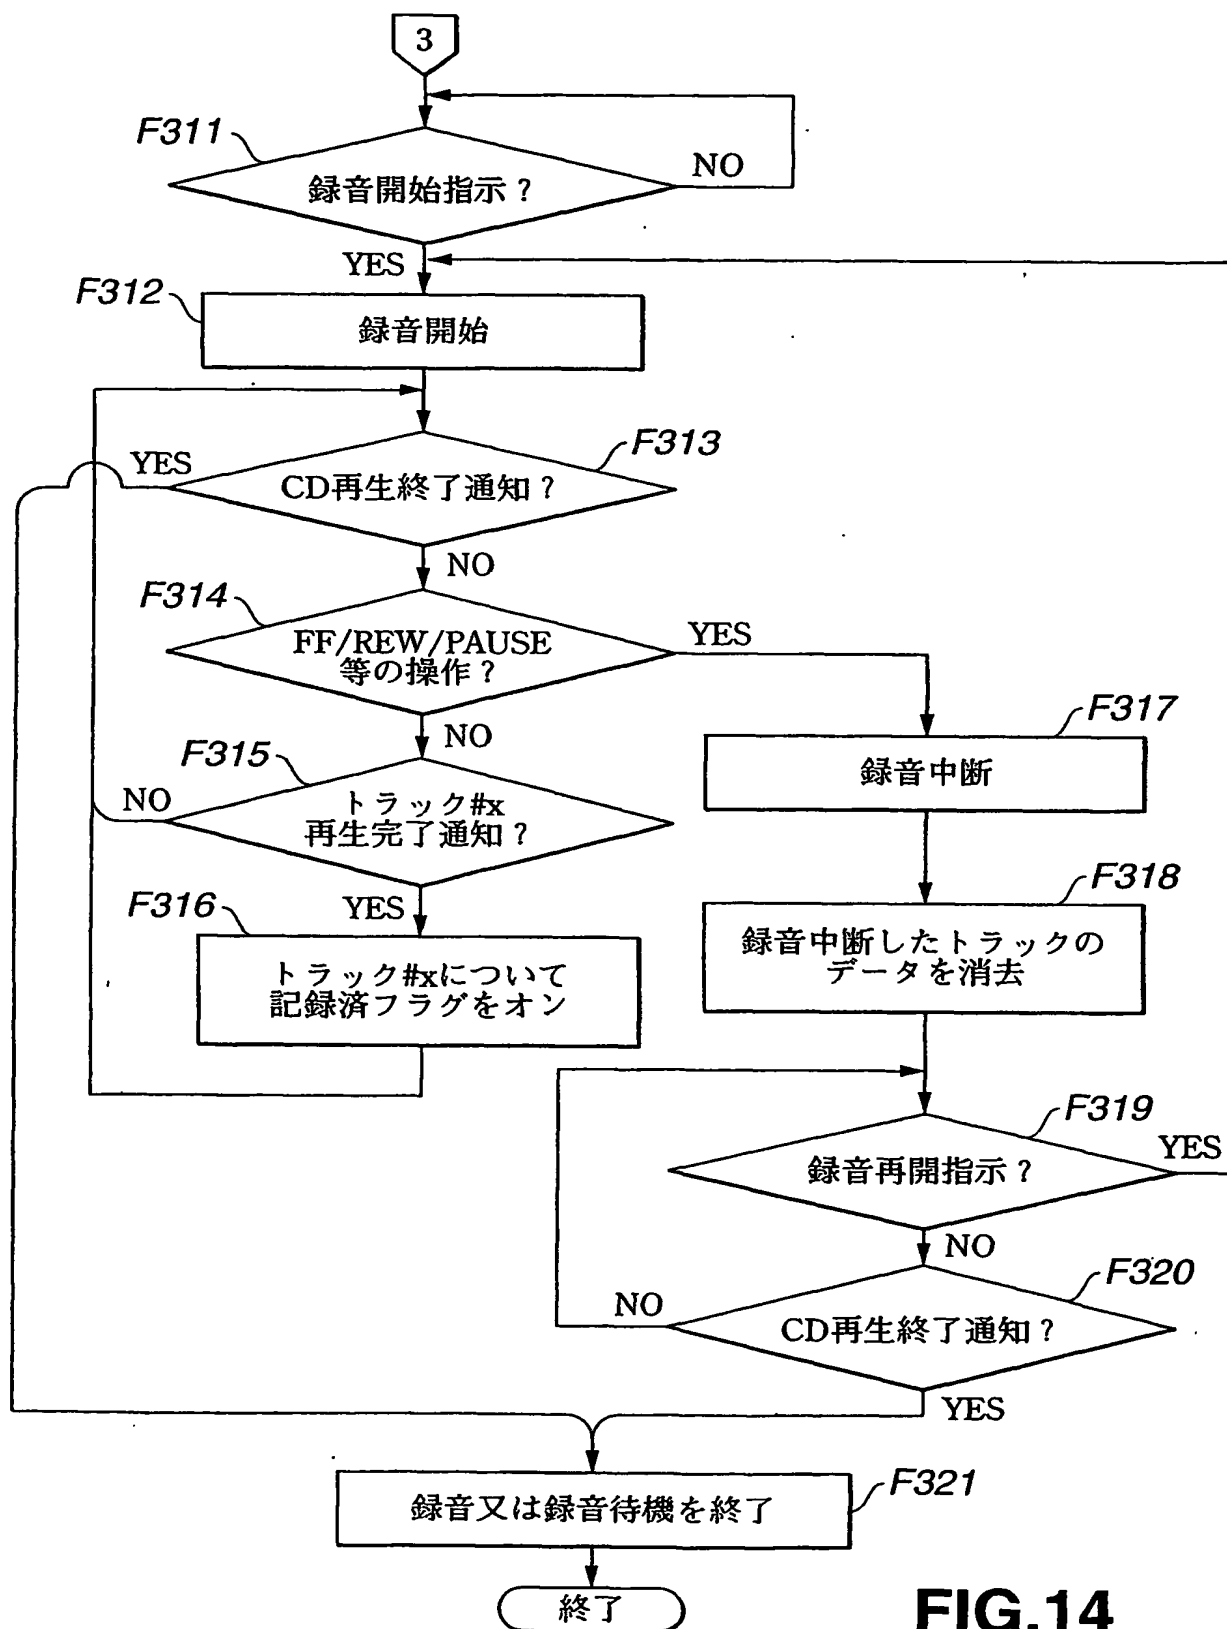 3
F311
録音開始指示?
NO
YES
F312
録音開始
F313
YES
CD再生終了通知?
NO
F314
FF/REW/PAUSE
等の操作?
YES
NO
F317
録音中断
F315
NO
トラック#x
再生完了通知?
F318
録音中断したトラックの
データを消去
F316
YES
トラック#xについて
記録済フラグをオン
F319
YES
録音再開指示?
NO
F320
NO
CD再生終了通知?
YES
F321
録音又は録音待機を終了
終了
FIG.14